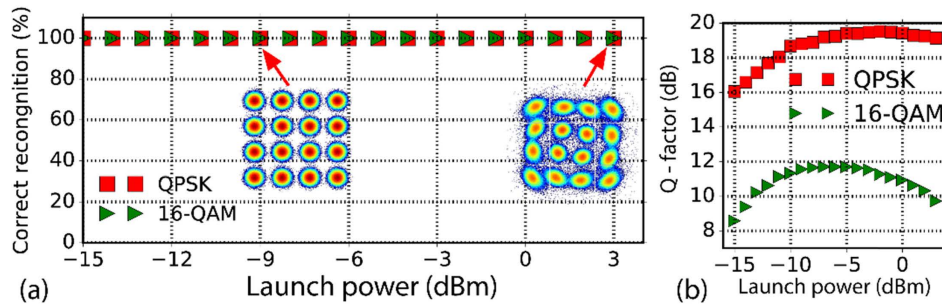 Correct recongnition (%)
100
80
60
40
20
0
QPSK
16-QAM
−15 −12 −9 −6 −3 0 3
Launch power (dBm)
(a)
Q - factor (dB)
20
18
16
14
12
10
8
QPSK
16-QAM
−15 −10 −5 0
Launch power (dBm)
(b)